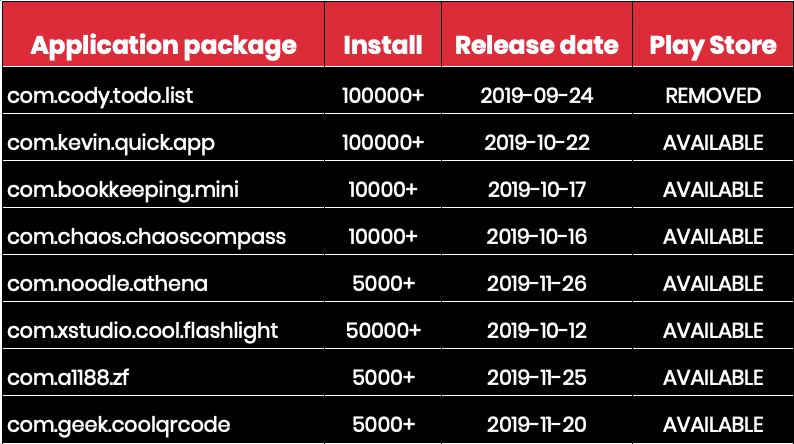 Application package Install Release date Play Store
com.cody.todo.list 100000+ 2019-09-24 REMOVED
com.kevin.quick.app 100000+ 2019-10-22 AVAILABLE
com.bookkeeping.mini 10000+ 2019-10-17 AVAILABLE
com.chaos.chaoscompass 10000+ 2019-10-16 AVAILABLE
com.noodle.athena 5000+ 2019-11-26 AVAILABLE
com.xstudio.cool.flashlight 50000+ 2019-10-12 AVAILABLE
com.a1188.zf 5000+ 2019-11-25 AVAILABLE
com.geek.coolqrcode 5000+ 2019-11-20 AVAILABLE